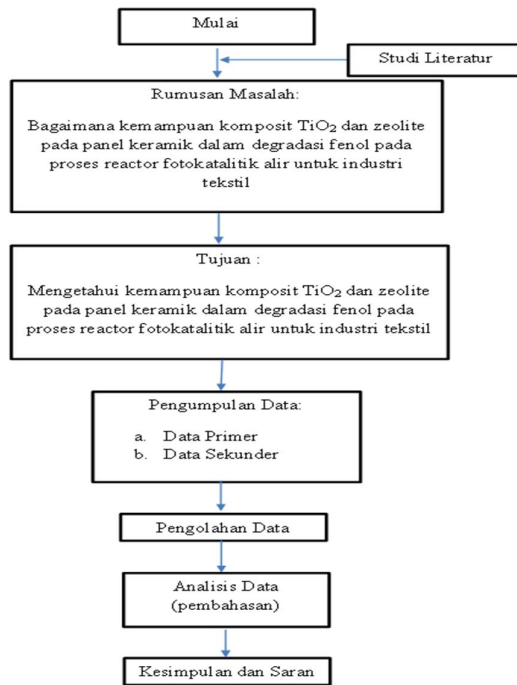 Mulai
Studi Literatur
Rumusan Masalah:
Bagaimana kemampuan komposit TiO₂ dan zeolite
pada panel keramik dalam degradasi fenol pada
proses reactor fotokatalitik alir untuk industri
tekstil
Tujuan :
Mengetahui kemampuan komposit TiO₂ dan zeolite
pada panel keramik dalam degradasi fenol pada
proses reactor fotokatalitik alir untuk industri tekstil
Pengumpulan Data:
a. Data Primer
b. Data Sekunder
Pengolahan Data
Analisis Data
(pembahasan)
Kesimpulan dan Saran